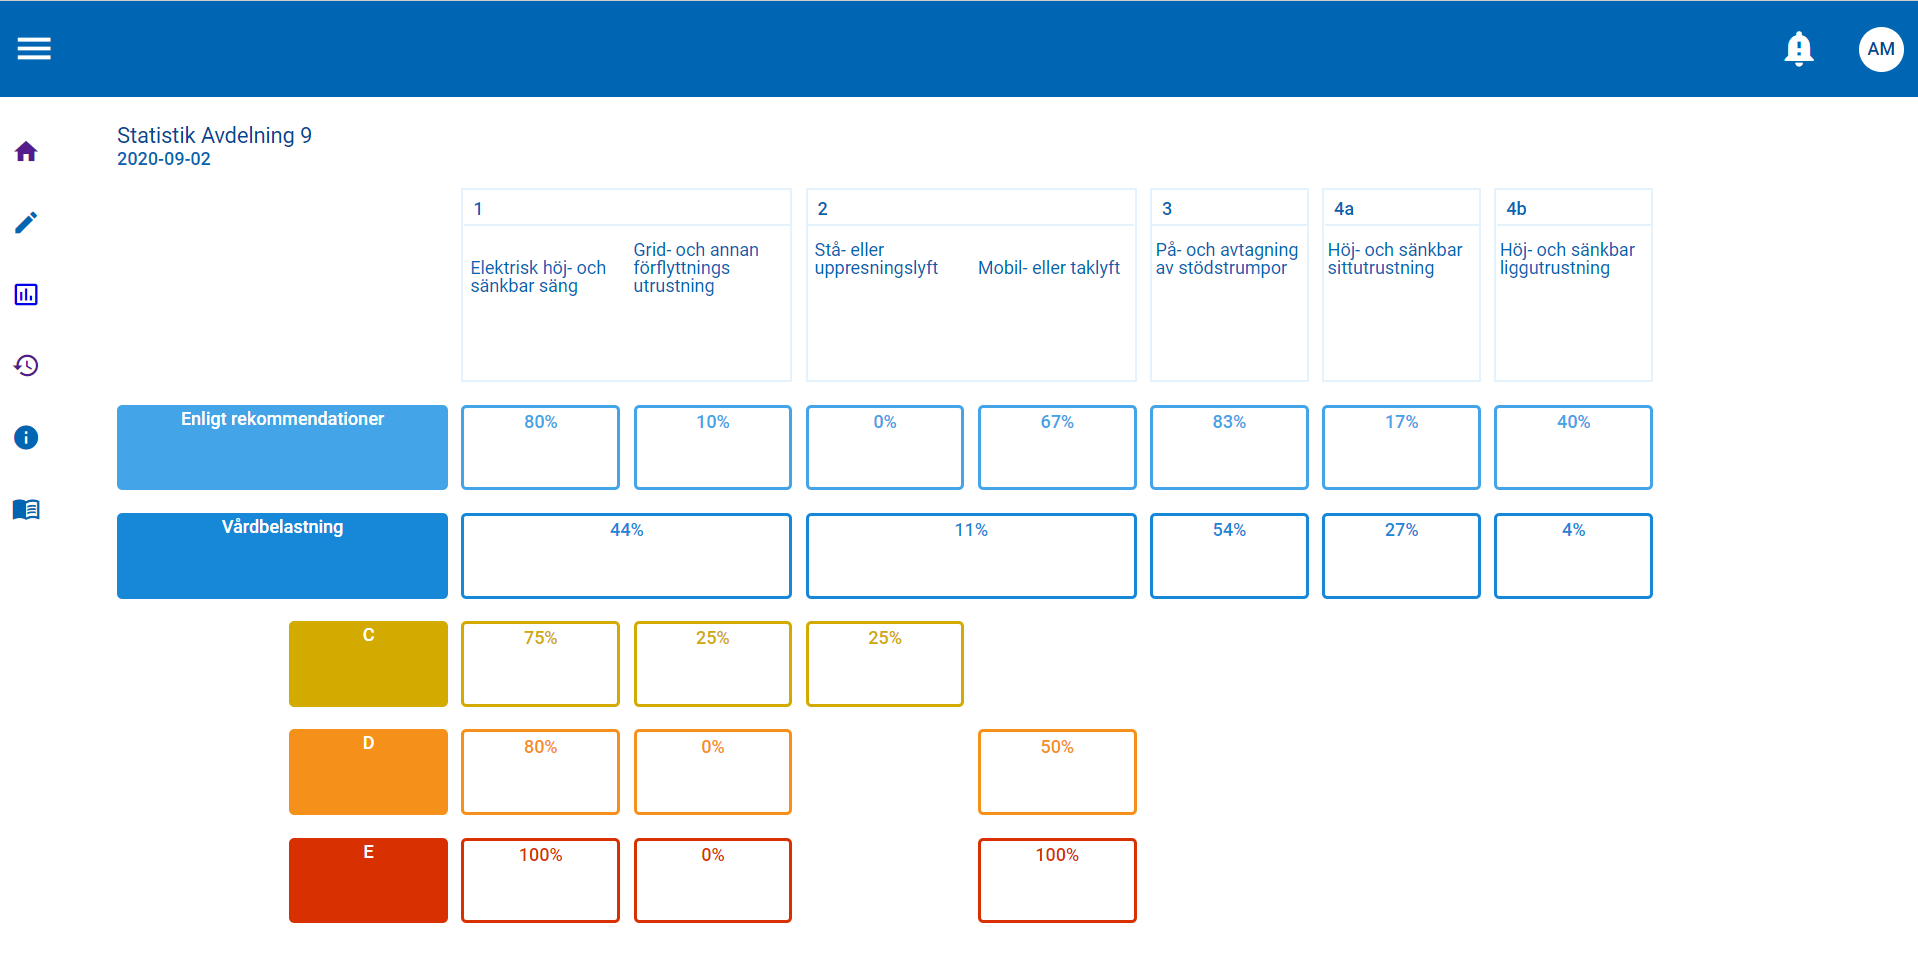 AM
Statistik Avdelning 9
2020-09-02
1
2
3
4a
4b
Elektrisk höj- och
sänkbar säng
Grid- och annan
förflyttnings
utrustning
Stå- eller
uppresningslyft
Mobil- eller taklyft
På- och avtagning
av stödstrumpor
Höj- och sänkbar
sittutrustning
Höj- och sänkbar
liggutrustning
Enligt rekommendationer
80%
10%
0%
67%
83%
17%
40%
Vårdbelastning
44%
11%
54%
27%
4%
C
75%
25%
25%
D
80%
0%
50%
E
100%
0%
100%